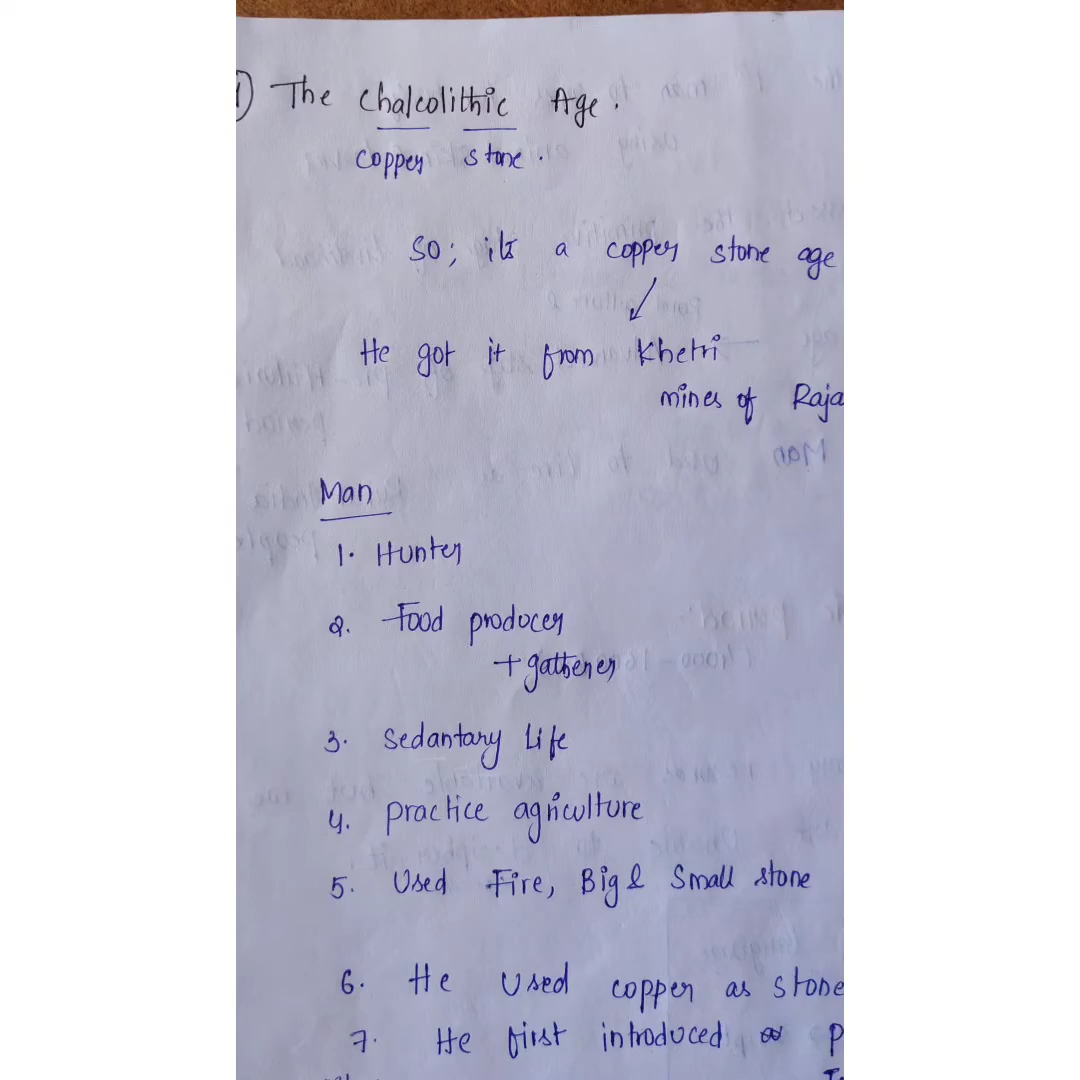 1) The Chalcolithic Age.
Copper stone.
So; its a copper stone age
He got it from Khetri
mines of Raja
Man
1. Hunter
2. Food producer
+ gatherer
3. Sedantary Life
4. Practice agriculture
5. Used Fire, Big & Small stone
6. He Used copper as stone
7. He first introduced